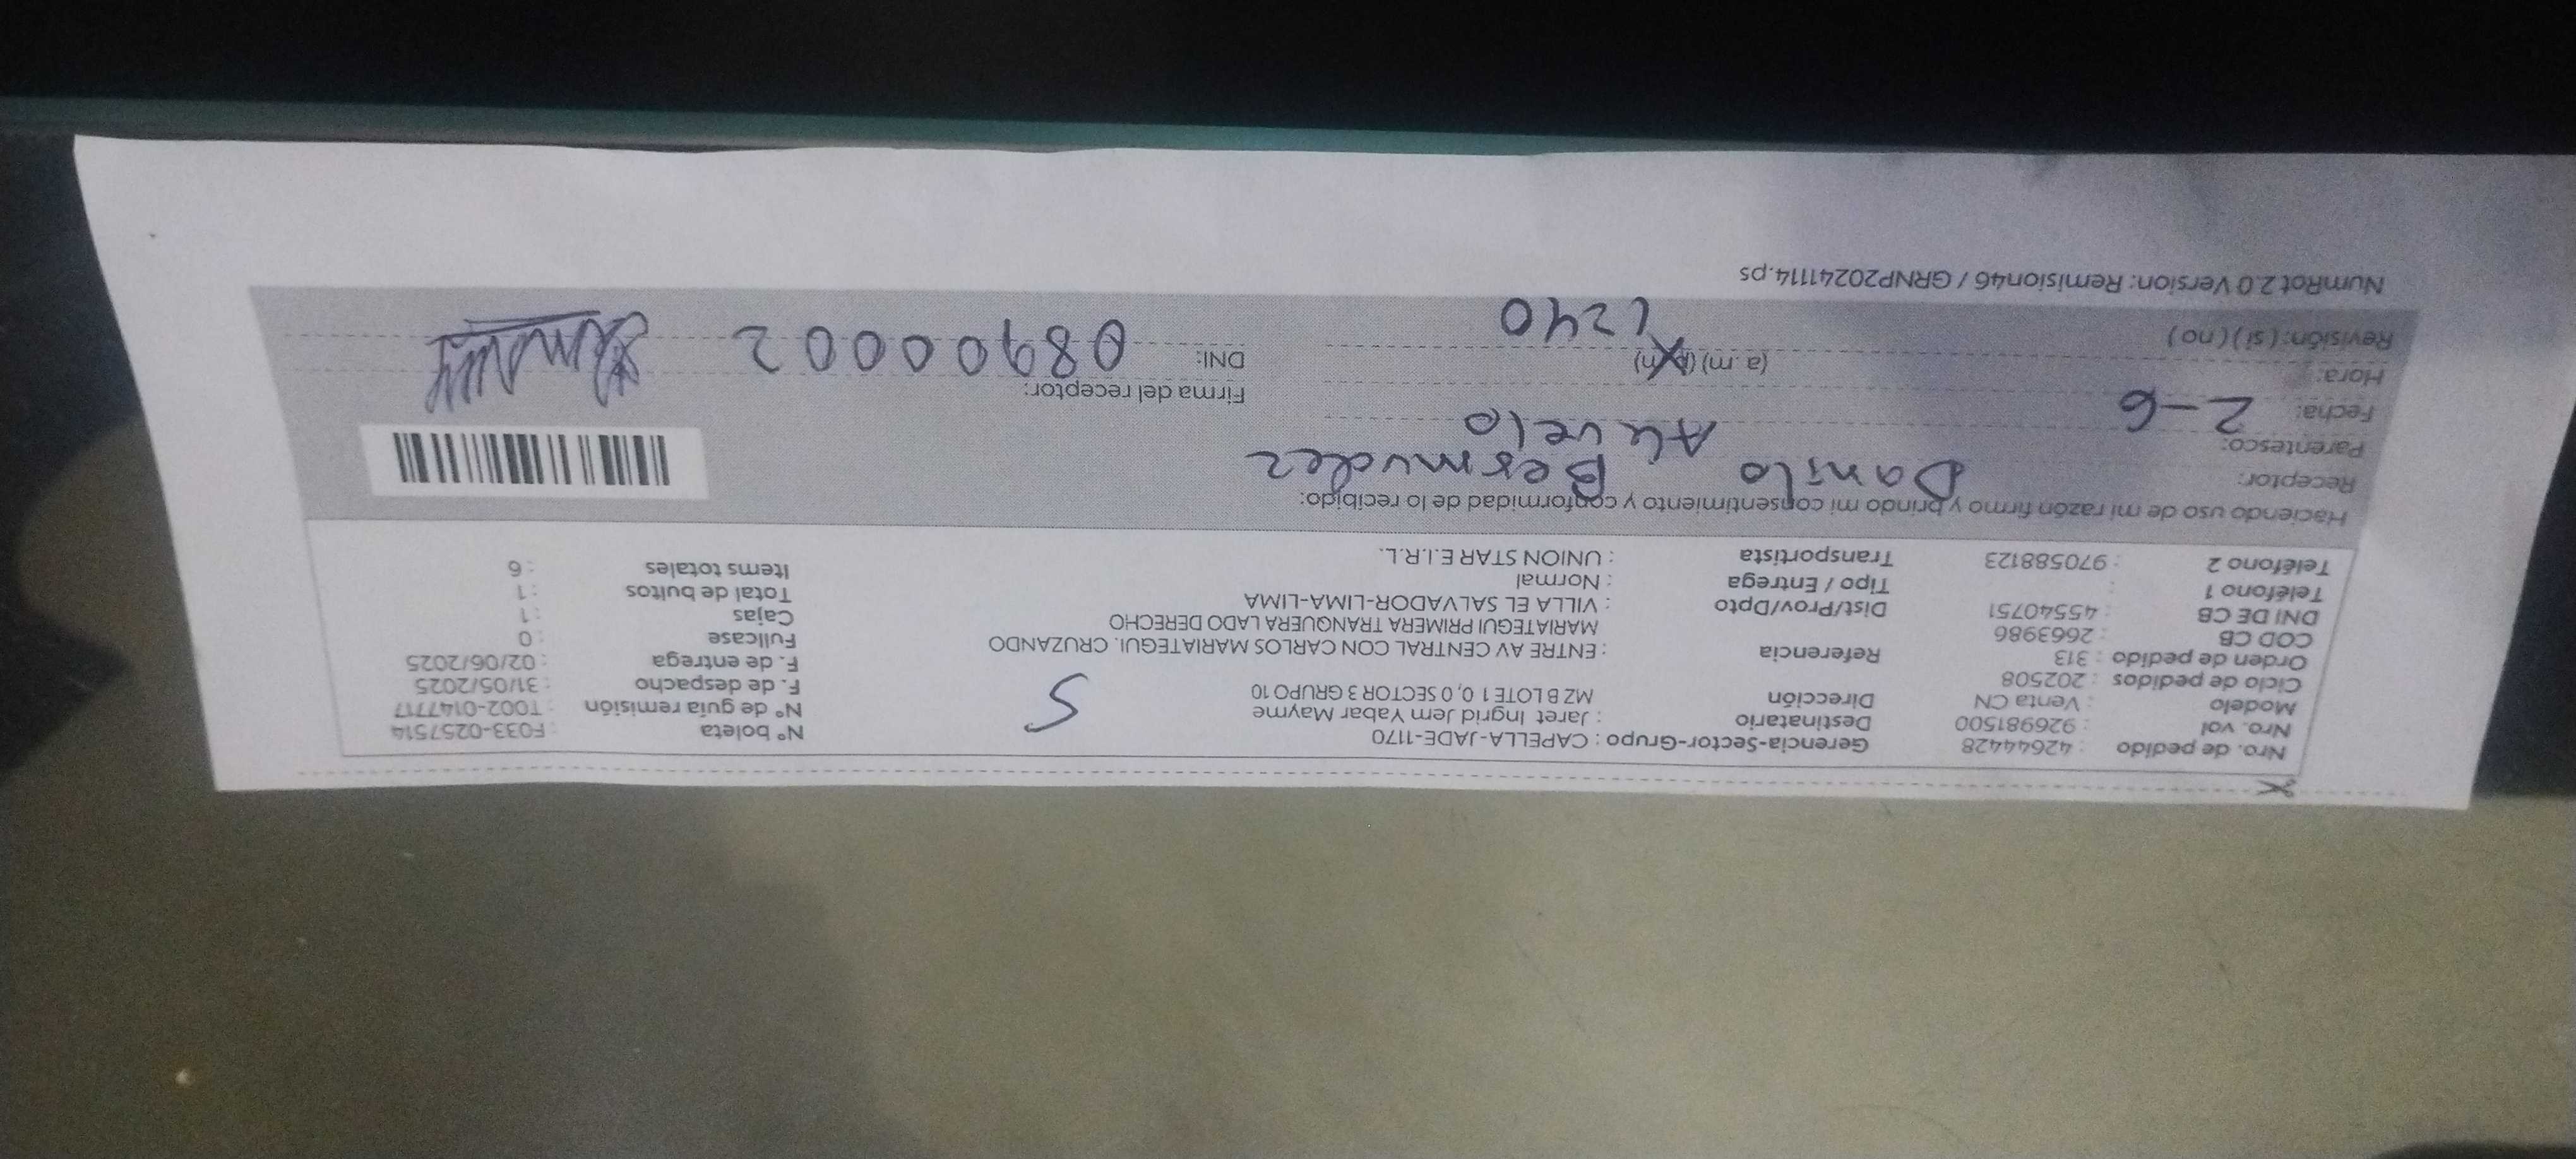 Nro. de pedido : 42644428 Gerencia-Sector-Grupo : CAPELLA-JADE-1170 N° boleta : F033-0257514
Nro. vol : 926981500 Destinatario : Jaret Ingrid Jem Yabar Mayme N° de guía remisión : T002-0147717
Modelo : Venta CN Dirección MZ B LOTE 1 0, 0 SECTOR 3 GRUPO 10 S F. de despacho : 31/05/2025
Ciclo de pedidos : 202508 F. de entrega : 02/06/2025
Orden de pedido : 313 Referencia : ENTRE AV CENTRAL CON CARLOS MARIATEGUI. CRUZANDO Fullcase : 0
COD CB : 2663986 MARIATEGUI PRIMERA TRANQUERA LADO DERECHO Cajas : 1
DNI DE CB : 45540751 Dist/Prov/Dpto : VILLA EL SALVADOR-LIMA-LIMA Total de bultos : 1
Teléfono 1 : Tipo / Entrega : Normal Items totales : 6
Teléfono 2 : 970588123 Transportista : UNION STAR E.I.R.L.
Haciendo uso de mi razón firmo y brindo mi consentimiento y conformidad de lo recibido:
Receptor: Danilo Bermudez
Parentesco: Abuelo
Fecha: 2-6 Firma del receptor:
Hora: (a m) (p m) DNI: 08900002
Revisión: (si) (no) 1240
NumRot 2.0 Version: Remision46 / GRNP20241114.ps